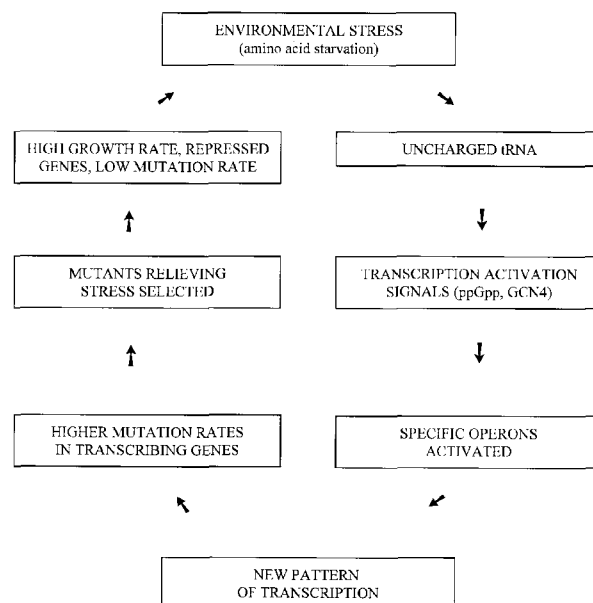 ENVIRONMENTAL STRESS
(amino acid starvation)
HIGH GROWTH RATE, REPRESSED
GENES, LOW MUTATION RATE
UNCHARGED tRNA
MUTANTS RELIEVING
STRESS SELECTED
TRANSCRIPTION ACTIVATION
SIGNALS (ppGpp, GCN4)
HIGHER MUTATION RATES
IN TRANSCRIBING GENES
SPECIFIC OPERONS
ACTIVATED
NEW PATTERN
OF TRANSCRIPTION